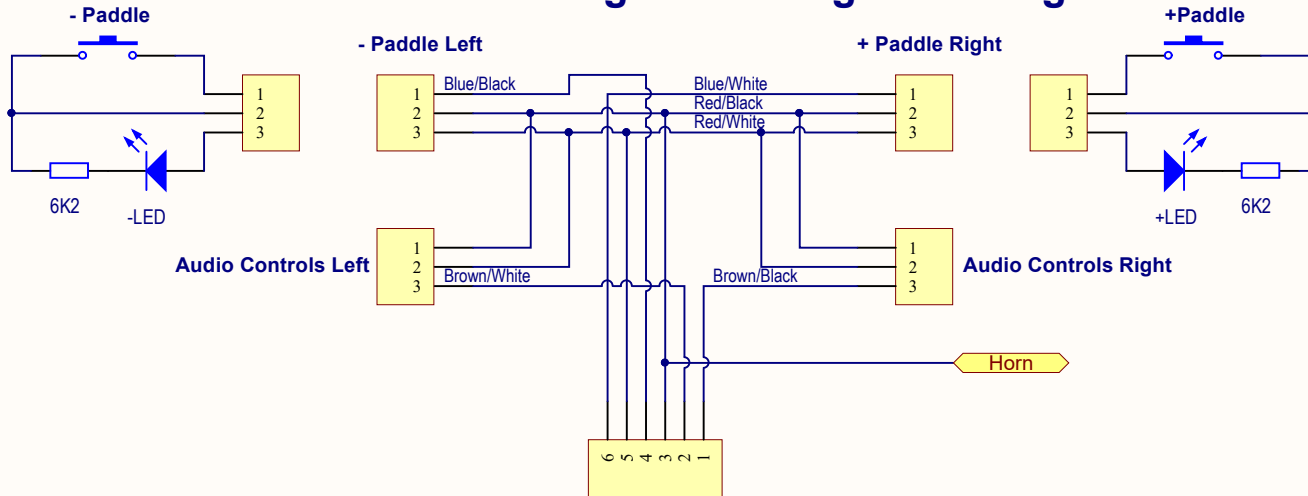 - Paddle
+Paddle
- Paddle Left
+ Paddle Right
Blue/Black
Blue/White
Red/Black
Red/White
1
2
3
1
2
3
1
2
3
1
2
3
6K2
-LED
+LED
6K2
Audio Controls Left
1
2
3
Brown/White
Brown/Black
1
2
3
Audio Controls Right
Horn
6
5
4
3
2
1